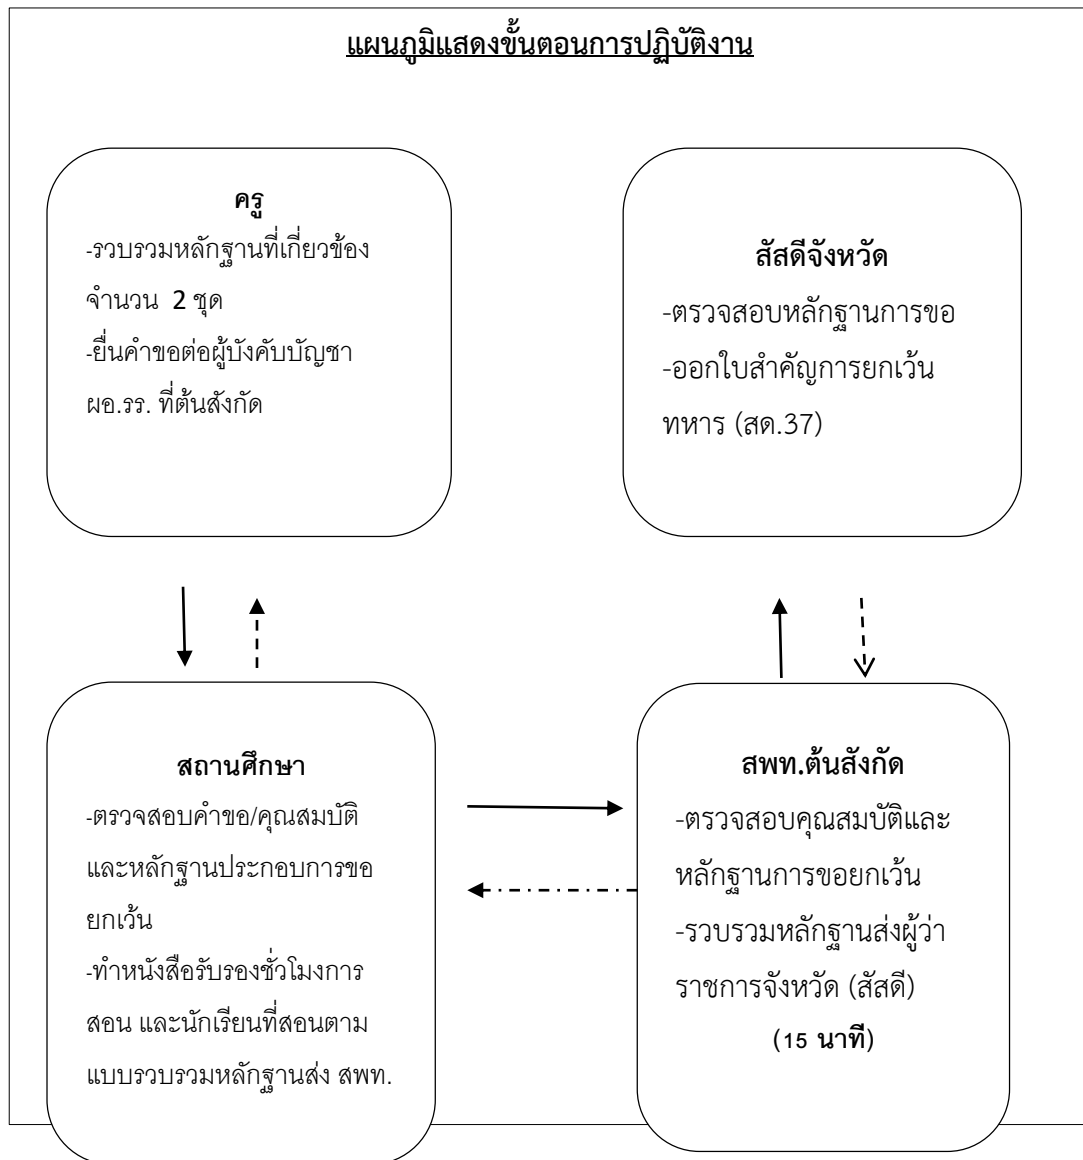 แผนภูมิแสดงขั้นตอนการปฏิบัติงาน
ครู
-รวบรวมหลักฐานที่เกี่ยวข้อง
จำนวน 2 ชุด
-ยื่นคำขอต่อผู้บังคับบัญชา
ผอ.รร. ที่ต้นสังกัด
สัสดีจังหวัด
-ตรวจสอบหลักฐานการขอ
-ออกใบสำคัญการยกเว้น
ทหาร (สด.37)
สถานศึกษา
-ตรวจสอบคำขอ/คุณสมบัติ
และหลักฐานประกอบการขอ
ยกเว้น
-ทำหนังสือรับรองชั่วโมงการ
สอน และนักเรียนที่สอนตาม
แบบรวบรวมหลักฐานส่ง สพท.
สพท.ต้นสังกัด
-ตรวจสอบคุณสมบัติและ
หลักฐานการขอยกเว้น
-รวบรวมหลักฐานส่งผู้ว่า
ราชการจังหวัด (สัสดี)
(15 นาที)